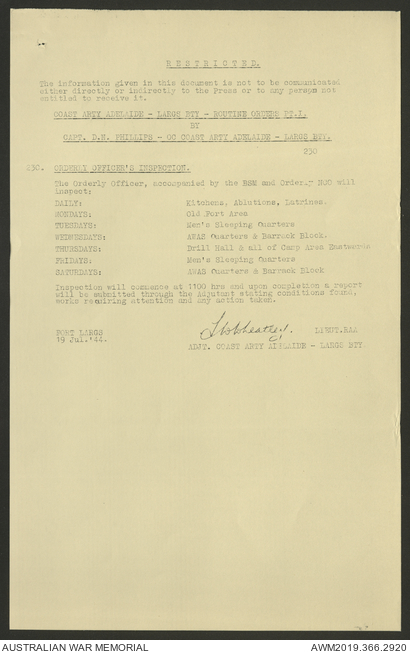 RESTRICTED.
The information given in this document is not to be communicated
either directly or indirectly to the Press or to any person not
entitled to receive it.
COAST ARTY ADELAIDE - LARGS BTY - ROUTINE ORDERS PT.I.
BY
CAPT. D.N. PHILLIPS - OC COAST ARTY ADELAIDE - LARGS BTY.
230
230. ORDERLY OFFICER'S INSPECTION.
The Orderly Officer, accompanied by the BSM and Orderly NCO will
inspect:
DAILY: Kitchens, Ablutions, Latrines.
MONDAYS: Old Fort Area
TUESDAYS: Men's Sleeping Quarters
WEDNESDAYS: AWAS Quarters & Barrack Block.
THURSDAYS: Drill Hall & all of Camp Area Eastwards
FRIDAYS: Men's Sleeping Quarters
SATURDAYS: AWAS Quarters & Barrack Block
Inspection will commence at 1100 hrs and upon completion a report
will be submitted through the Adjutant stating conditions found,
works requiring attention and any action taken.
FORT LARGS LIEUT.RAA
19 Jul.'44.
ADJT. COAST ARTY ADELAIDE - LARGS BTY.
AUSTRALIAN WAR MEMORIAL AWM2019.366.2920